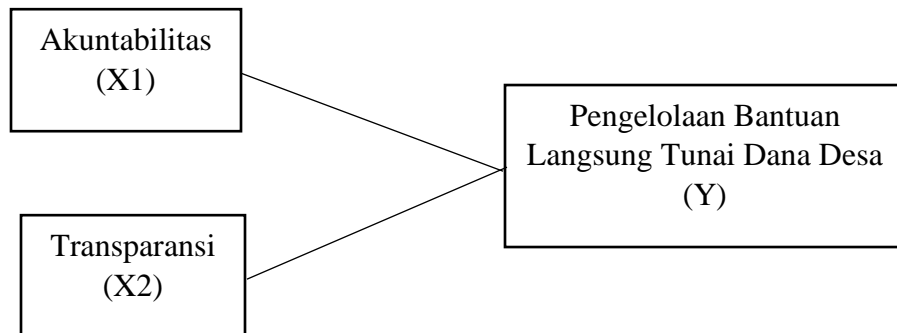 Akuntabilitas
(X1)
Pengelolaan Bantuan
Langsung Tunai Dana Desa
(Y)
Transparansi
(X2)